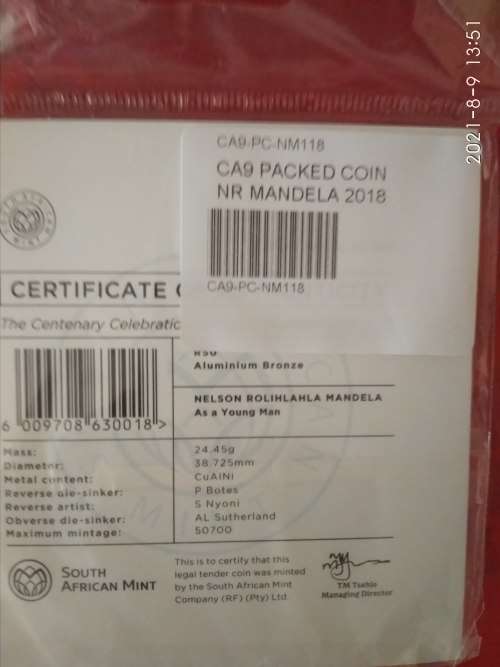 2021-8-9 13:51
CA9-PC-NM118
CA9 PACKED COIN
NR MANDELA 2018
CA9-PC-NM118
CERTIFICATE
The Centenary Celebratio
R50
Aluminium Bronze
6 009708 630018 >
NELSON ROLIHLAHLA MANDELA
As a Young Man
Mass: 24.45g
Diameter: 38.725mm
Metal content: CuAlNi
Reverse die-sinker: P Botes
Reverse artist: S Nyoni
Obverse die-sinker: AL Sutherland
Maximum mintage: 50700
SOUTH
AFRICAN MINT
This is to certify that this
legal tender coin was minted
by the South African Mint
Company (RF) (Pty) Ltd.
TM Tsehlo
Managing Director